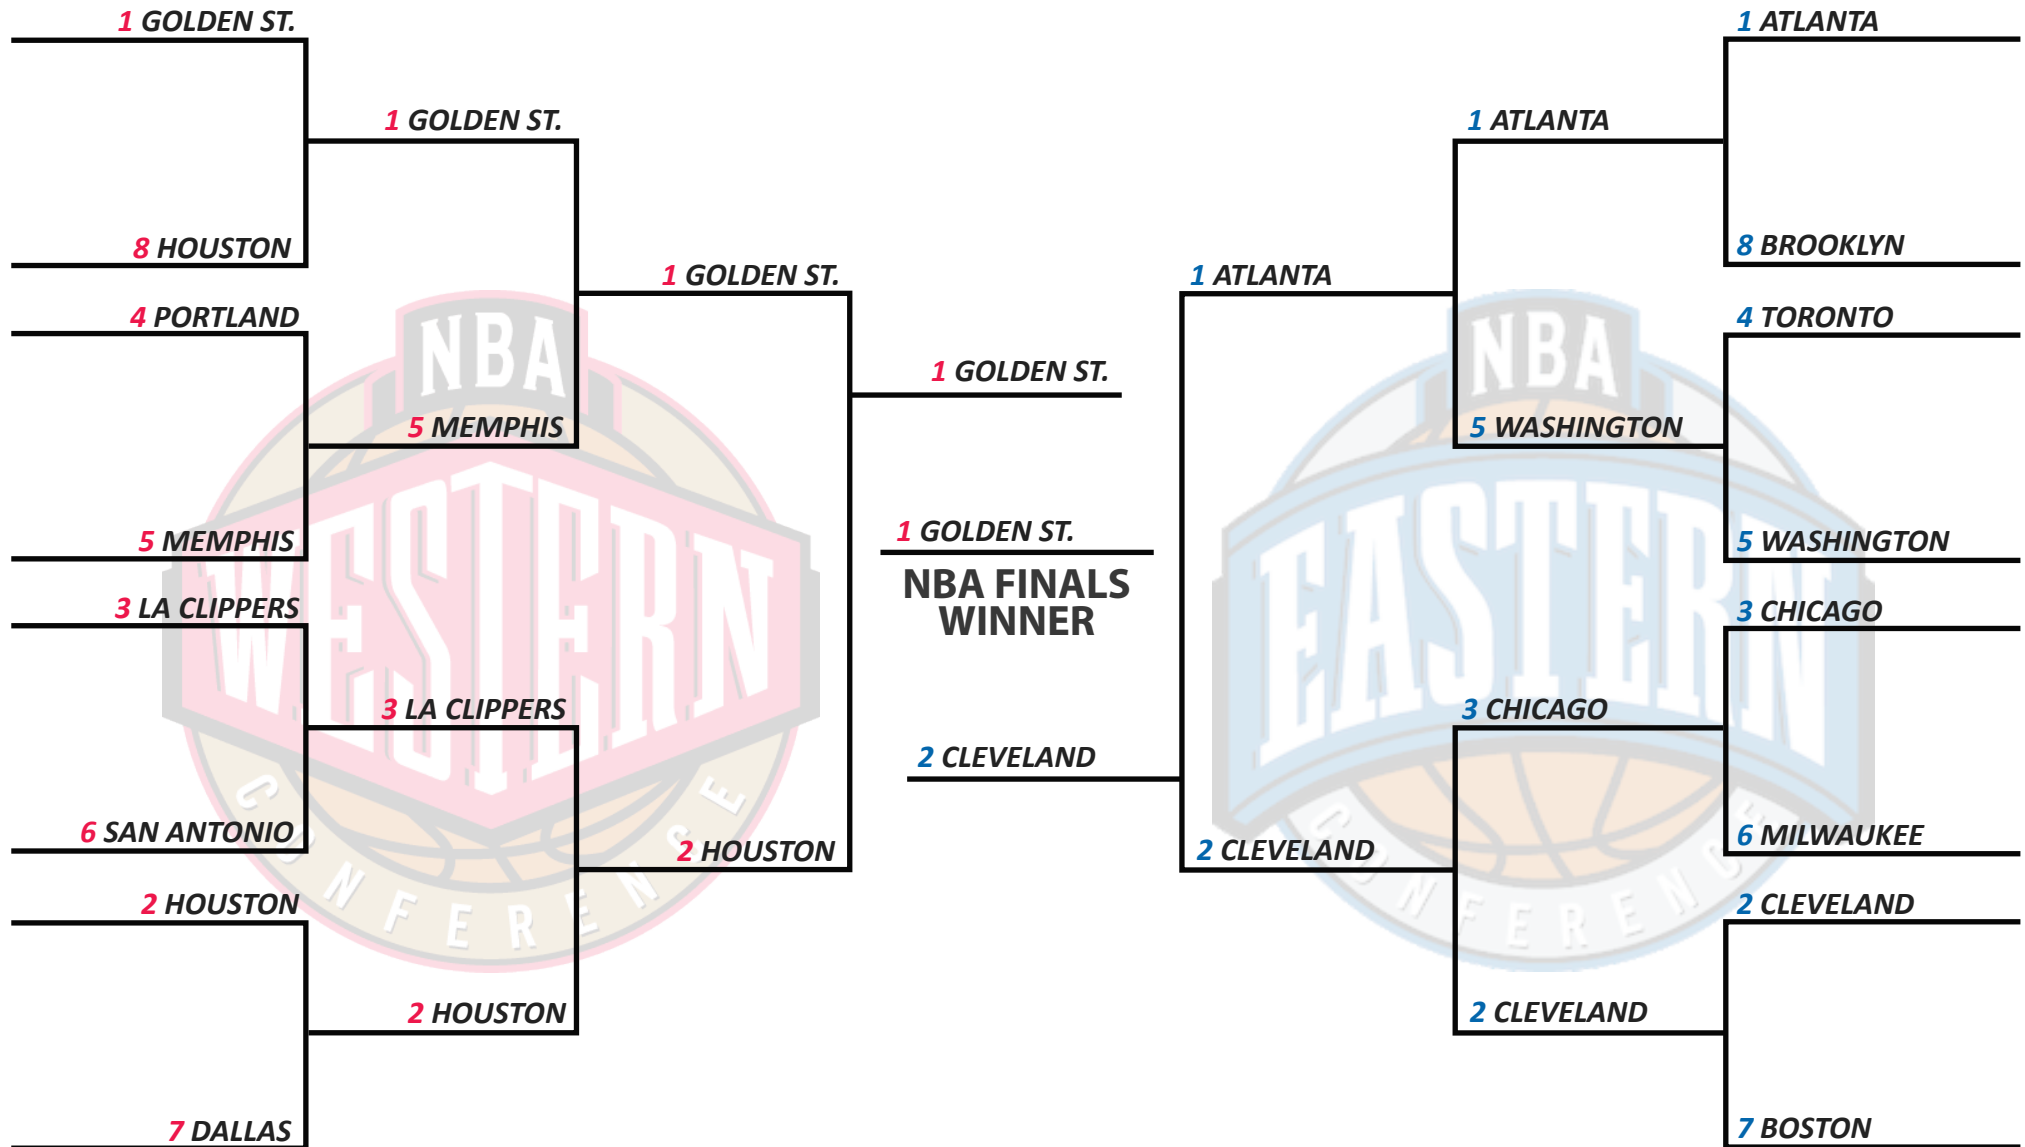 1 GOLDEN ST.
8 HOUSTON
4 PORTLAND
5 MEMPHIS
3 LA CLIPPERS
6 SAN ANTONIO
2 HOUSTON
7 DALLAS
1 GOLDEN ST.
5 MEMPHIS
3 LA CLIPPERS
2 HOUSTON
1 GOLDEN ST.
2 HOUSTON
1 GOLDEN ST.
1 GOLDEN ST.
NBA FINALS
WINNER
2 CLEVELAND
1 ATLANTA
2 CLEVELAND
1 ATLANTA
5 WASHINGTON
3 CHICAGO
2 CLEVELAND
1 ATLANTA
8 BROOKLYN
4 TORONTO
5 WASHINGTON
3 CHICAGO
6 MILWAUKEE
2 CLEVELAND
7 BOSTON
NBA
WESTERN
CONFERENCE
NBA
EASTERN
CONFERENCE